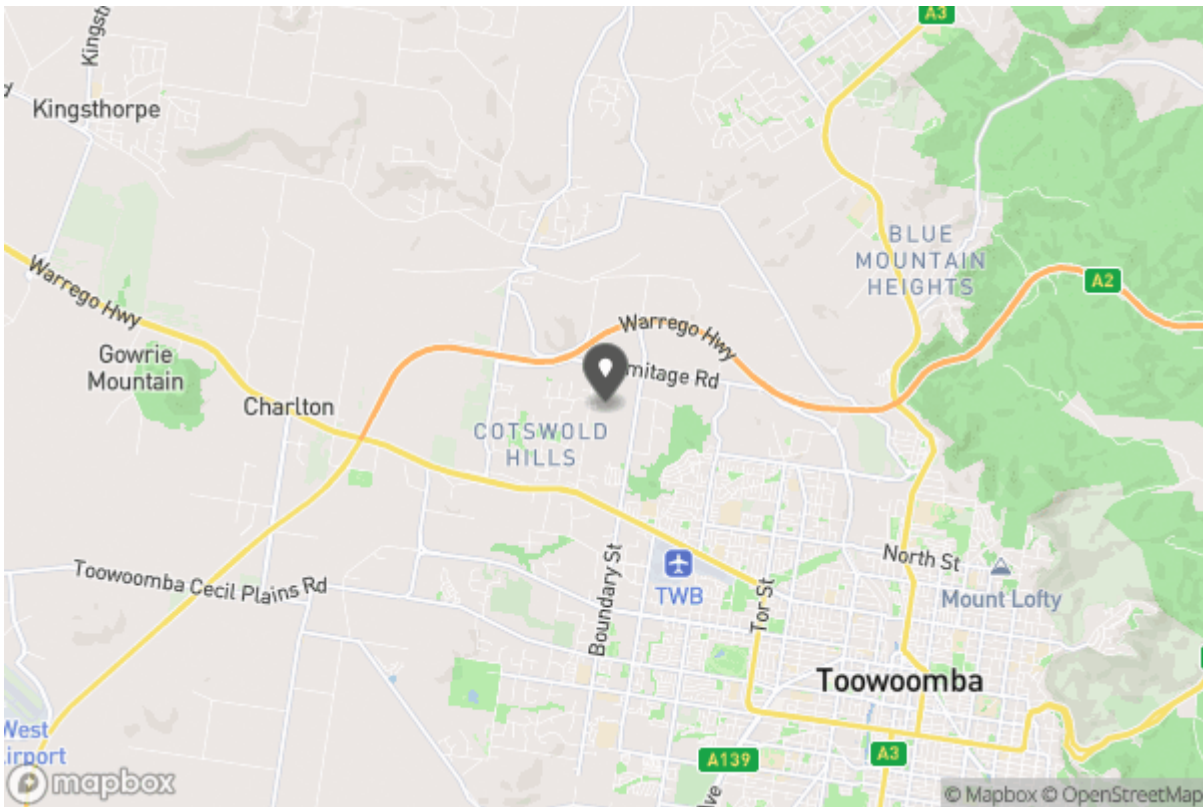 A3
Kingsthorpe
BLUE
MOUNTAIN
HEIGHTS
A2
Warrego Hwy
Warrego Hwy
Gowrie
Mountain
mitage Rd
Charlton
COTSWOLD
HILLS
North St
Toowoomba Cecil Plains Rd
TWB
Boundary St
Tor St
Mount Lofty
Toowoomba
West
irport
A139
A3
mapbox
© Mapbox © OpenStreetMap